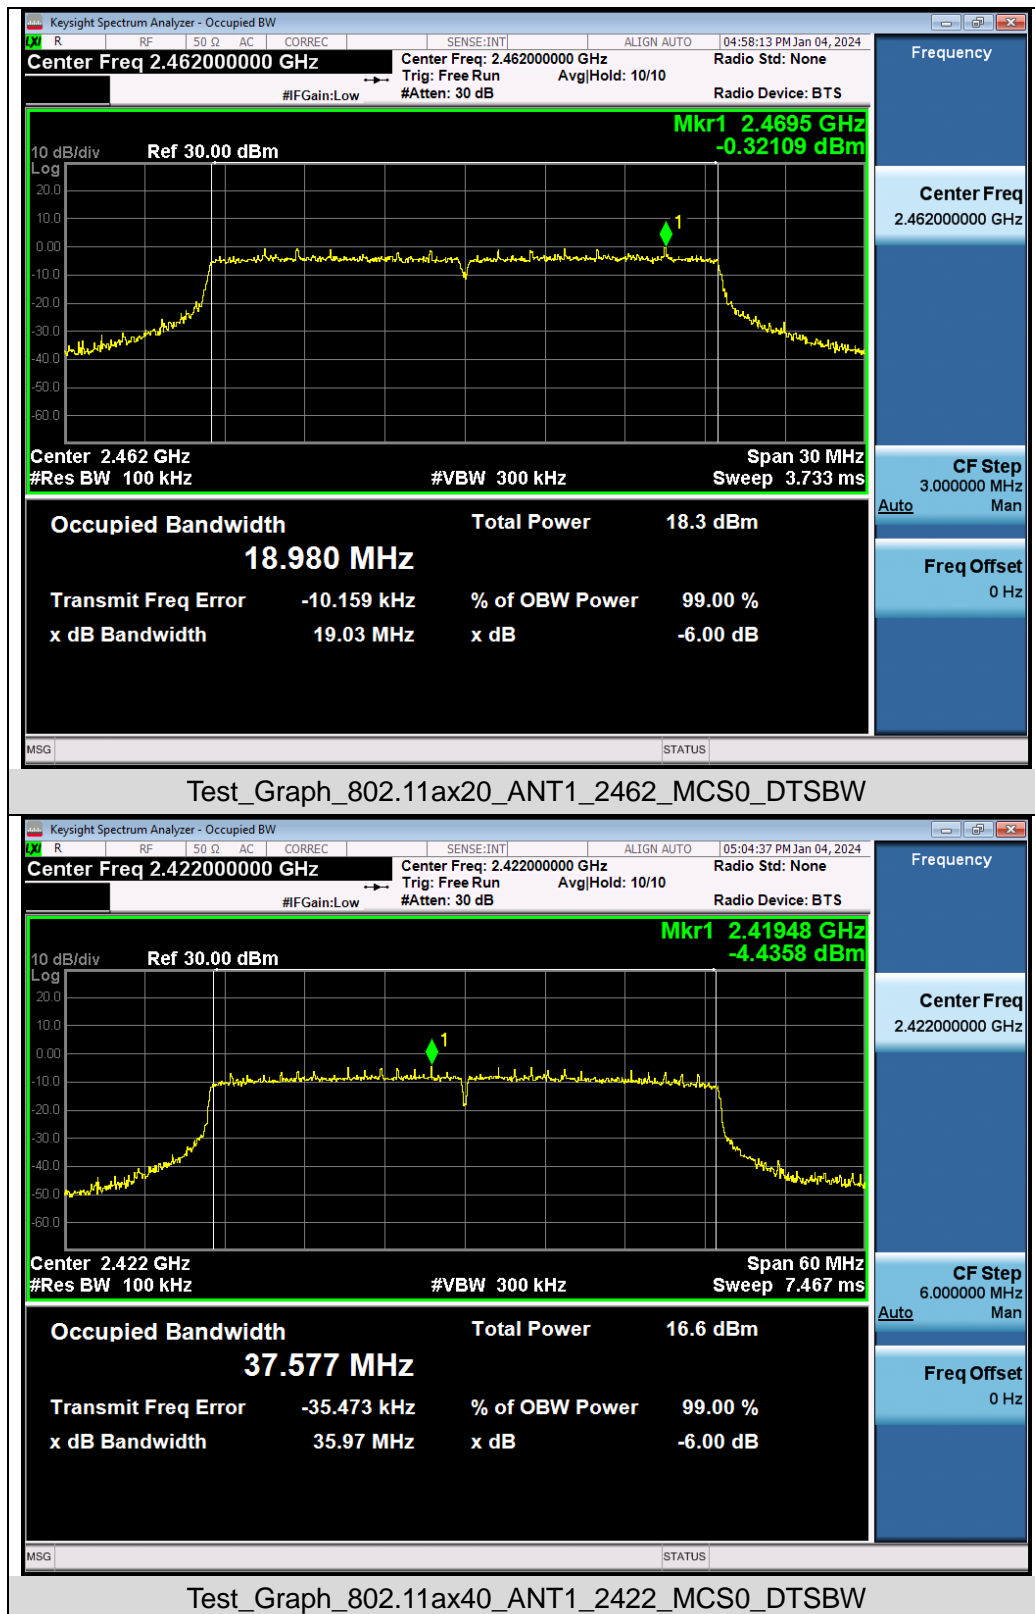 Keysight Spectrum Analyzer - Occupied BW
LXI R RF 50 Ω AC CORREC SENSE:INT ALIGN AUTO 04:58:13 PM Jan 04, 2024
Center Freq 2.462000000 GHz
#IFGain:Low
Center Freq: 2.462000000 GHz
Trig: Free Run Avg|Hold: 10/10
#Atten: 30 dB
Radio Std: None
Radio Device: BTS
Mkr1 2.4695 GHz
-0.32109 dBm
10 dB/div Ref 30.00 dBm
Log
20.0
10.0
0.00
-10.0
-20.0
-30.0
-40.0
-50.0
-60.0
1
Center 2.462 GHz Span 30 MHz
#Res BW 100 kHz #VBW 300 kHz Sweep 3.733 ms
Occupied Bandwidth Total Power 18.3 dBm
18.980 MHz
Transmit Freq Error -10.159 kHz % of OBW Power 99.00 %
x dB Bandwidth 19.03 MHz x dB -6.00 dB
Frequency
Center Freq
2.462000000 GHz
CF Step
3.000000 MHz
Auto Man
Freq Offset
0 Hz
MSG STATUS
Test_Graph_802.11ax20_ANT1_2462_MCS0_DTSBW
Keysight Spectrum Analyzer - Occupied BW
LXI R RF 50 Ω AC CORREC SENSE:INT ALIGN AUTO 05:04:37 PM Jan 04, 2024
Center Freq 2.422000000 GHz
#IFGain:Low
Center Freq: 2.422000000 GHz
Trig: Free Run Avg|Hold: 10/10
#Atten: 30 dB
Radio Std: None
Radio Device: BTS
Mkr1 2.41948 GHz
-4.4358 dBm
10 dB/div Ref 30.00 dBm
Log
20.0
10.0
0.00
-10.0
-20.0
-30.0
-40.0
-50.0
-60.0
1
Center 2.422 GHz Span 60 MHz
#Res BW 100 kHz #VBW 300 kHz Sweep 7.467 ms
Occupied Bandwidth Total Power 16.6 dBm
37.577 MHz
Transmit Freq Error -35.473 kHz % of OBW Power 99.00 %
x dB Bandwidth 35.97 MHz x dB -6.00 dB
Frequency
Center Freq
2.422000000 GHz
CF Step
6.000000 MHz
Auto Man
Freq Offset
0 Hz
MSG STATUS
Test_Graph_802.11ax40_ANT1_2422_MCS0_DTSBW